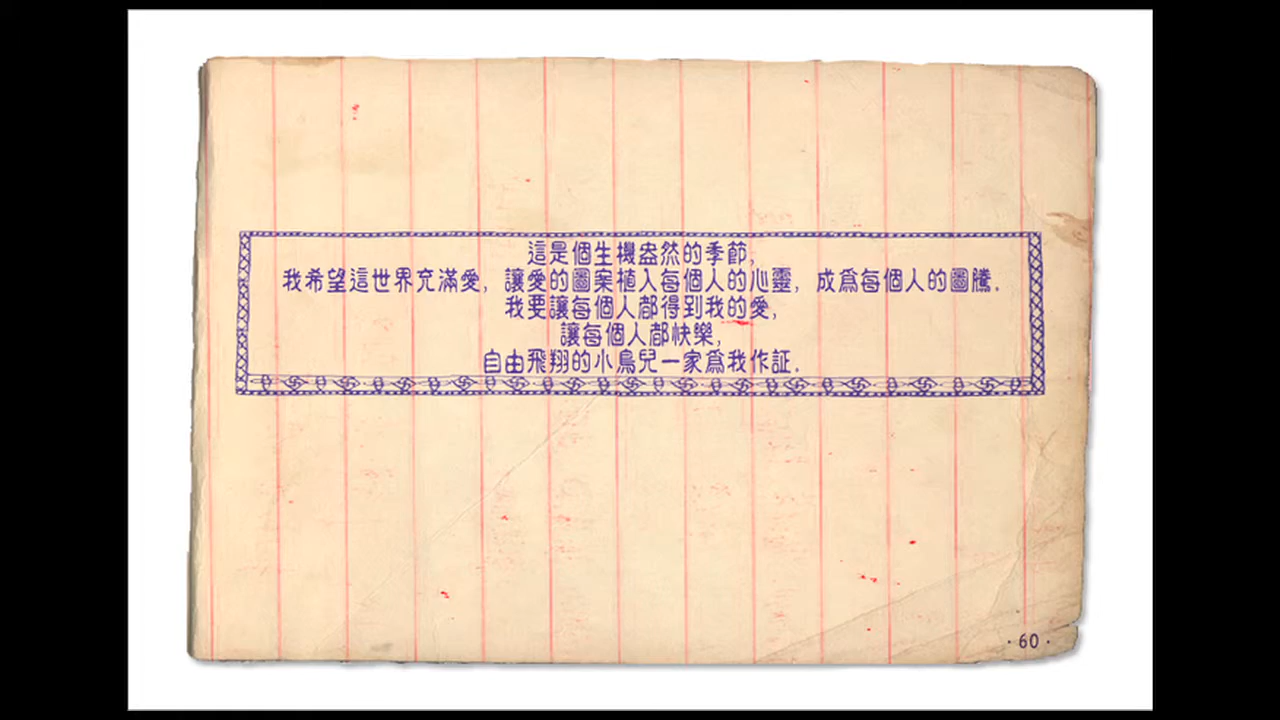 這是個生機盎然的季節,
我希望這世界充滿愛, 讓愛的圖案植入每個人的心靈, 成爲每個人的圖騰.
我要讓每個人都得到我的愛,
讓每個人都快樂,
自由飛翔的小鳥兒一家爲我作証.
·60·